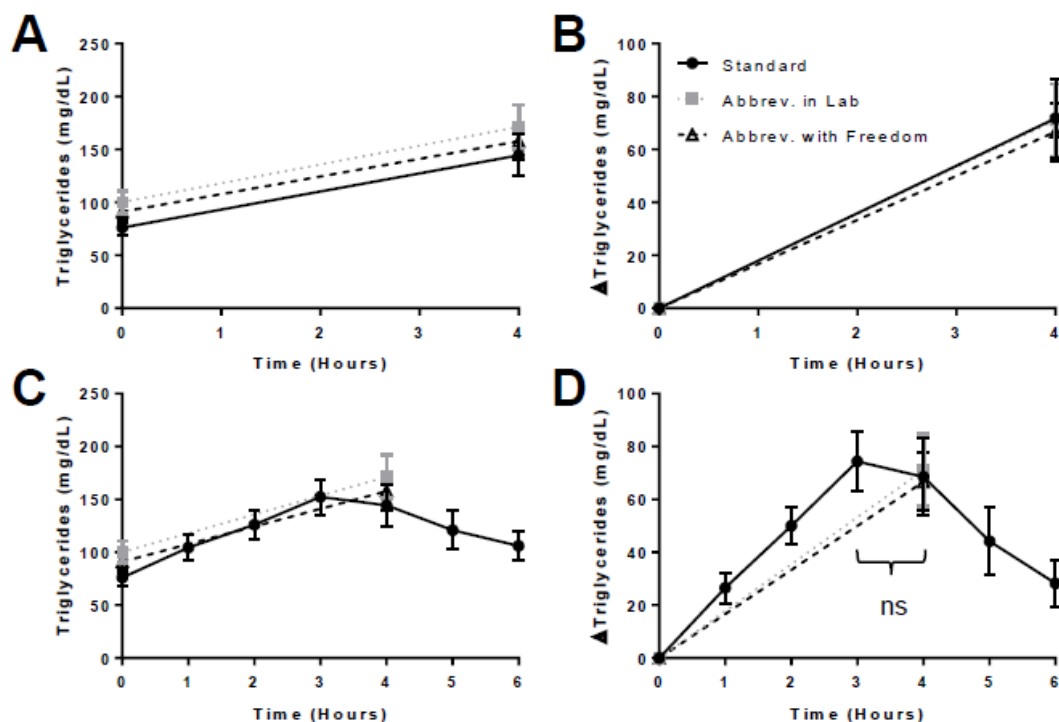 A
Triglycerides (mg/dL)
250
200
150
100
50
0
0 1 2 3 4
Time (Hours)
B
▲Triglycerides (mg/dL)
100
80
60
40
20
0
Standard
Abbrev. in Lab
Abbrev. with Freedom
0 1 2 3 4
Time (Hours)
C
Triglycerides (mg/dL)
250
200
150
100
50
0
0 1 2 3 4 5 6
Time (Hours)
D
▲Triglycerides (mg/dL)
100
80
60
40
20
0
ns
0 1 2 3 4 5 6
Time (Hours)